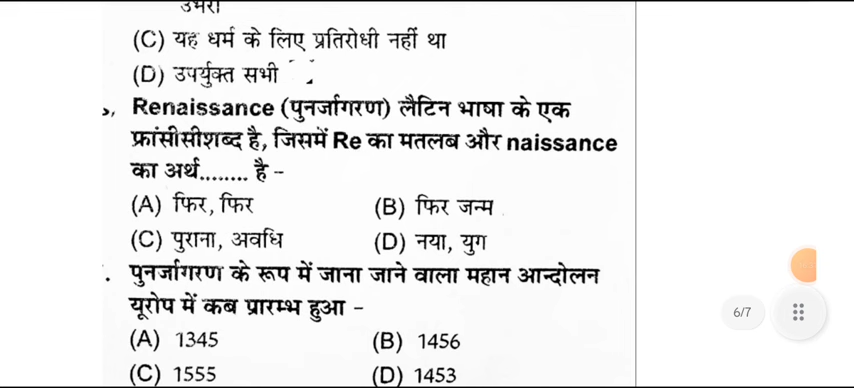 उभरा
(C) यह धर्म के लिए प्रतिरोधी नहीं था
(D) उपर्युक्त सभी
Renaissance (पुनर्जागरण) लैटिन भाषा के एक
फ्रांसीसीशब्द है, जिसमें Re का मतलब और naissance
का अर्थ........ है -
(A) फिर, फिर (B) फिर जन्म
(C) पुराना, अवधि (D) नया, युग
. पुनर्जागरण के रूप में जाना जाने वाला महान आन्दोलन
यूरोप में कब प्रारम्भ हुआ -
6/7
(A) 1345 (B) 1456
(C) 1555 (D) 1453